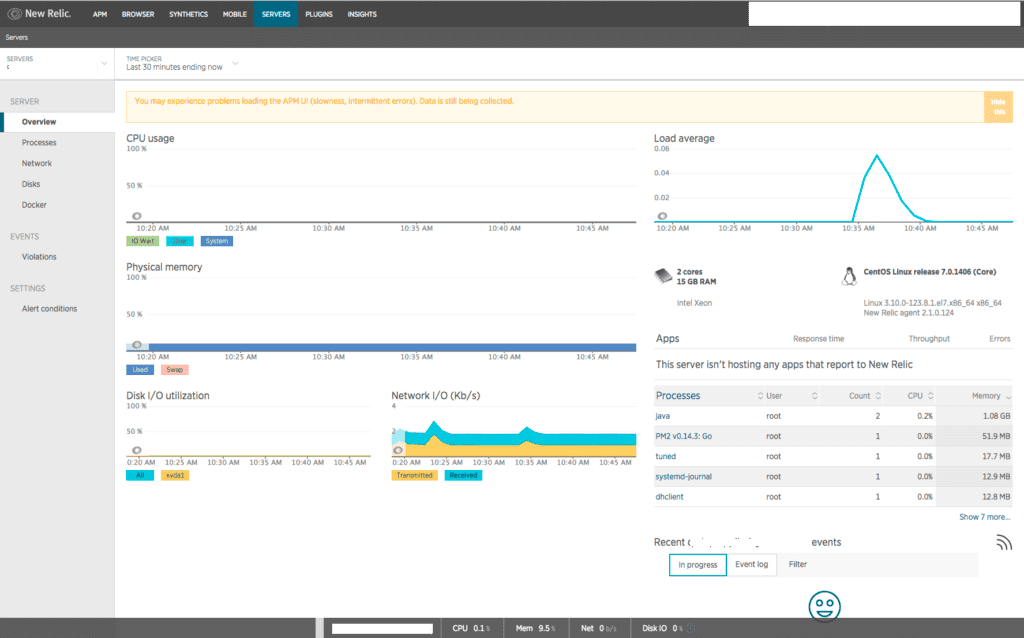 New Relic. APM BROWSER SYNTHETICS MOBILE SERVERS PLUGINS INSIGHTS
Servers
SERVERS
TIME PICKER
Last 30 minutes ending now
You may experience problems loading the APM UI (slowness, intermittent errors). Data is still being collected.
Hide this
SERVER
Overview
Processes
Network
Disks
Docker
EVENTS
Violations
SETTINGS
Alert conditions
CPU usage
100 %
50 %
10:20 AM 10:25 AM 10:30 AM 10:35 AM 10:40 AM 10:45 AM
IO Wait User System
Physical memory
100 %
50 %
10:20 AM 10:25 AM 10:30 AM 10:35 AM 10:40 AM 10:45 AM
Used Swap
Disk I/O utilization
100 %
50 %
0:20 AM 10:25 AM 10:30 AM 10:35 AM 10:40 AM 10:45 AM
All xvda1
Network I/O (Kb/s)
4
2
0:20 AM 10:25 AM 10:30 AM 10:35 AM 10:40 AM 10:45 AM
Transmitted Received
Load average
0.06
0.04
0.02
10:20 AM 10:25 AM 10:30 AM 10:35 AM 10:40 AM 10:45 AM
2 cores
15 GB RAM
Intel Xeon
CentOS Linux release 7.0.1406 (Core)
Linux 3.10.0-123.8.1.el7.x86_64 x86_64
New Relic agent 2.1.0.124
Apps Response time Throughput Errors
This server isn't hosting any apps that report to New Relic
Processes User Count CPU Memory
java root 2 0.2% 1.08 GB
PM2 v0.14.3: Go root 1 0.0% 51.9 MB
tuned root 1 0.0% 17.7 MB
systemd-journal root 1 0.0% 12.9 MB
dhclient root 1 0.0% 12.8 MB
Show 7 more...
Recent events
In progress Event log Filter
CPU 0.1 % Mem 9.5 % Net 0 b/s Disk IO 0 %